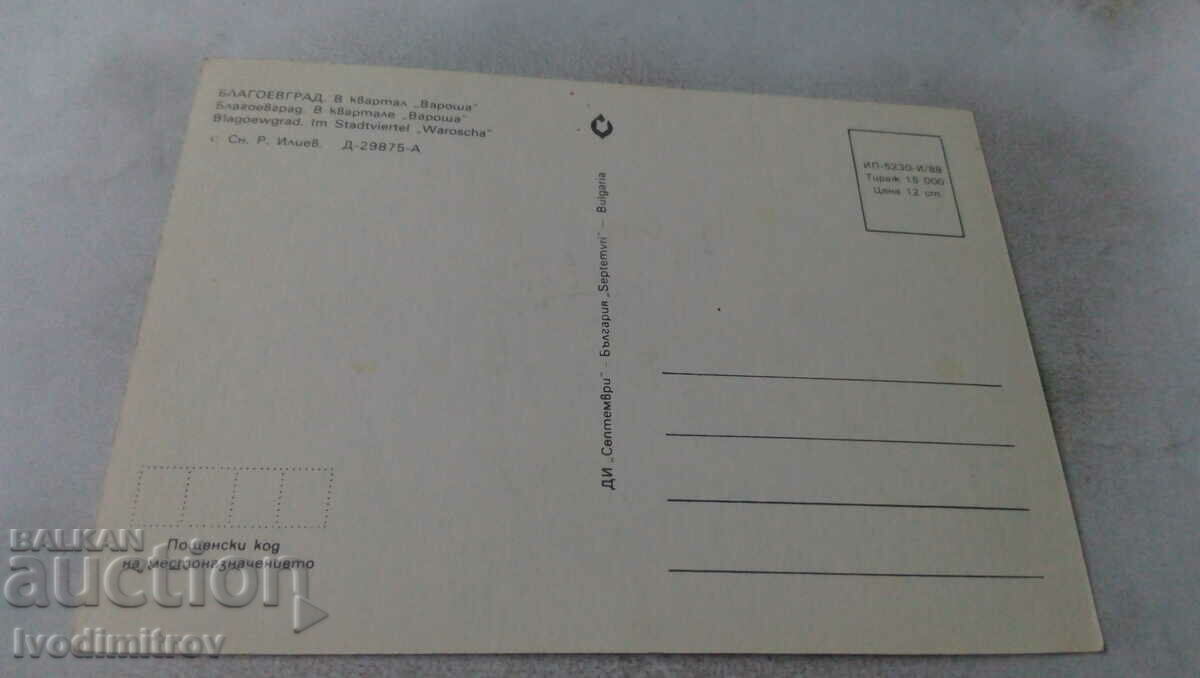 БЛАГОЕВГРАД. В квартал „Вароша"
Благоевград. В квартале „Вароша"
Blagoewgrad. Im Stadtviertel „Waroscha"
с Сн. Р. Илиев. Д-29875-А
ИП-5230-И/88
Тираж 15 000
Цена 12 ст.
ДИ „Септември" - България „Septemvri" – Bulgaria
Пощенски код
на местоназначението
BALKAN
auction
Ivodimitrov